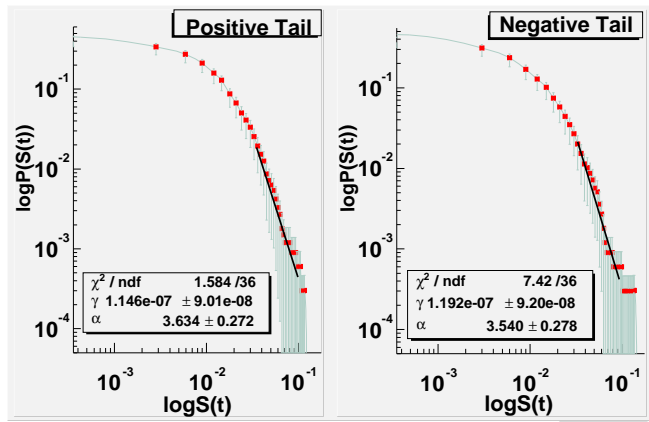 Positive Tail
logP(S(t))
10⁻¹
10⁻²
10⁻³
10⁻⁴
χ² / ndf 1.584 /36
γ 1.146e-07 ± 9.01e-08
α 3.634 ± 0.272
10⁻³ 10⁻² 10⁻¹
logS(t)
Negative Tail
logP(S(t))
10⁻¹
10⁻²
10⁻³
10⁻⁴
χ² / ndf 7.42 /36
γ 1.192e-07 ± 9.20e-08
α 3.540 ± 0.278
10⁻³ 10⁻² 10⁻¹
logS(t)